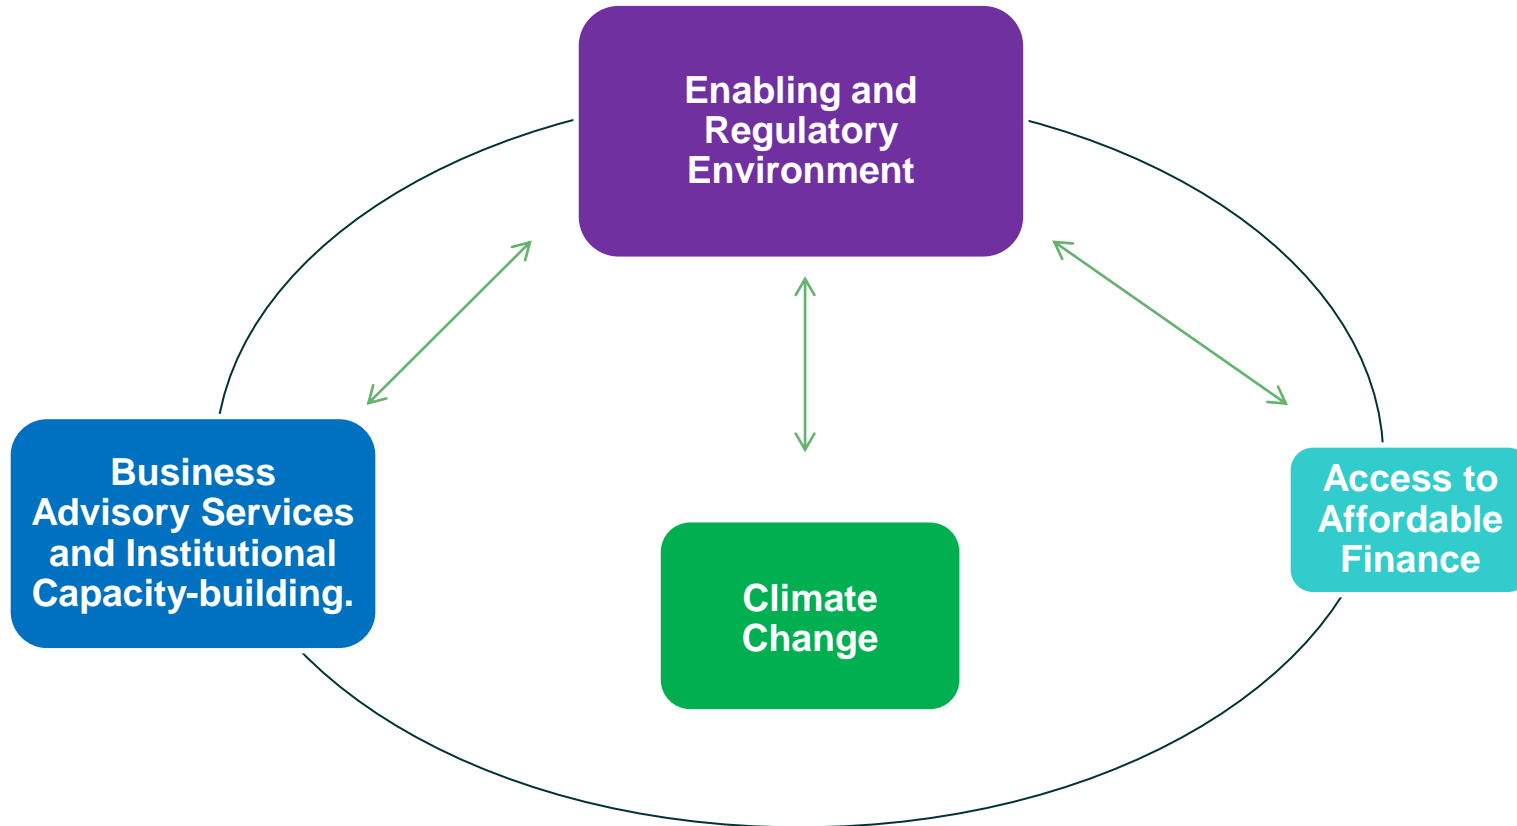 Enabling and
Regulatory
Environment
Business
Advisory Services
and Institutional
Capacity-building.
Access to
Affordable
Finance
Climate
Change